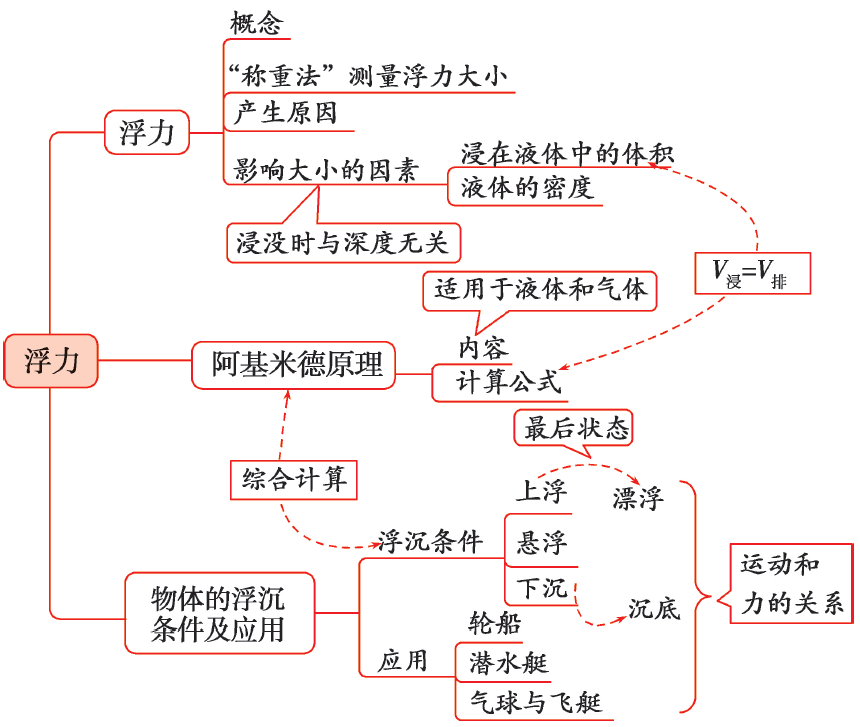 概念
“称重法”测量浮力大小
产生原因
浮力
影响大小的因素
浸在液体中的体积
液体的密度
浸没时与深度无关
V浸=V排
适用于液体和气体
浮力
阿基米德原理
内容
计算公式
最后状态
综合计算
上浮
漂浮
浮沉条件
悬浮
下沉
沉底
运动和
力的关系
物体的浮沉
条件及应用
应用
轮船
潜水艇
气球与飞艇